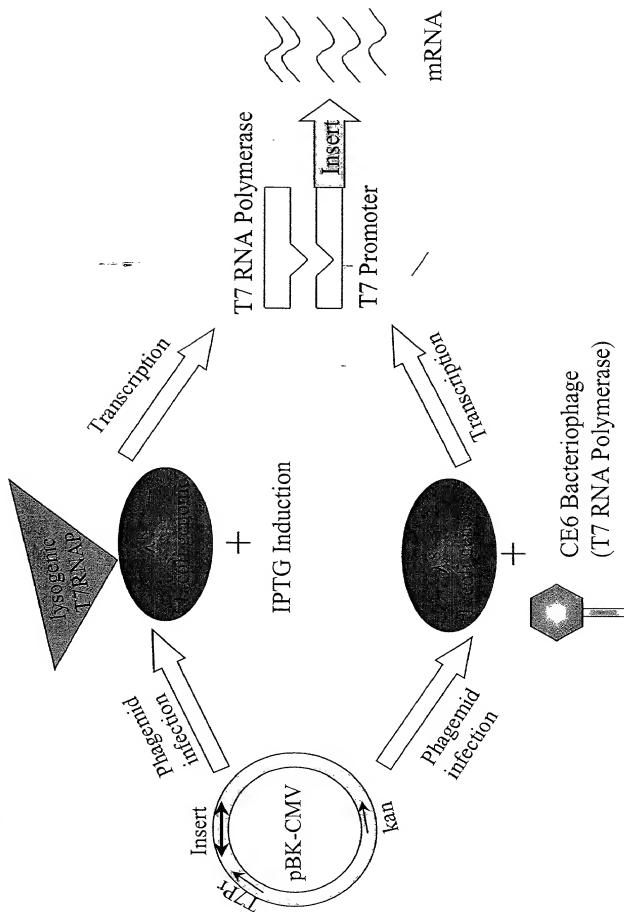 lysogenic
T7RNAP
Phagemid
infection
Transcription
+
IPTG Induction
Insert
T7Pr
pBK-CMV
kan
T7 RNA Polymerase
Insert
T7 Promoter
mRNA
Phagemid
infection
Transcription
+
CE6 Bacteriophage
(T7 RNA Polymerase)